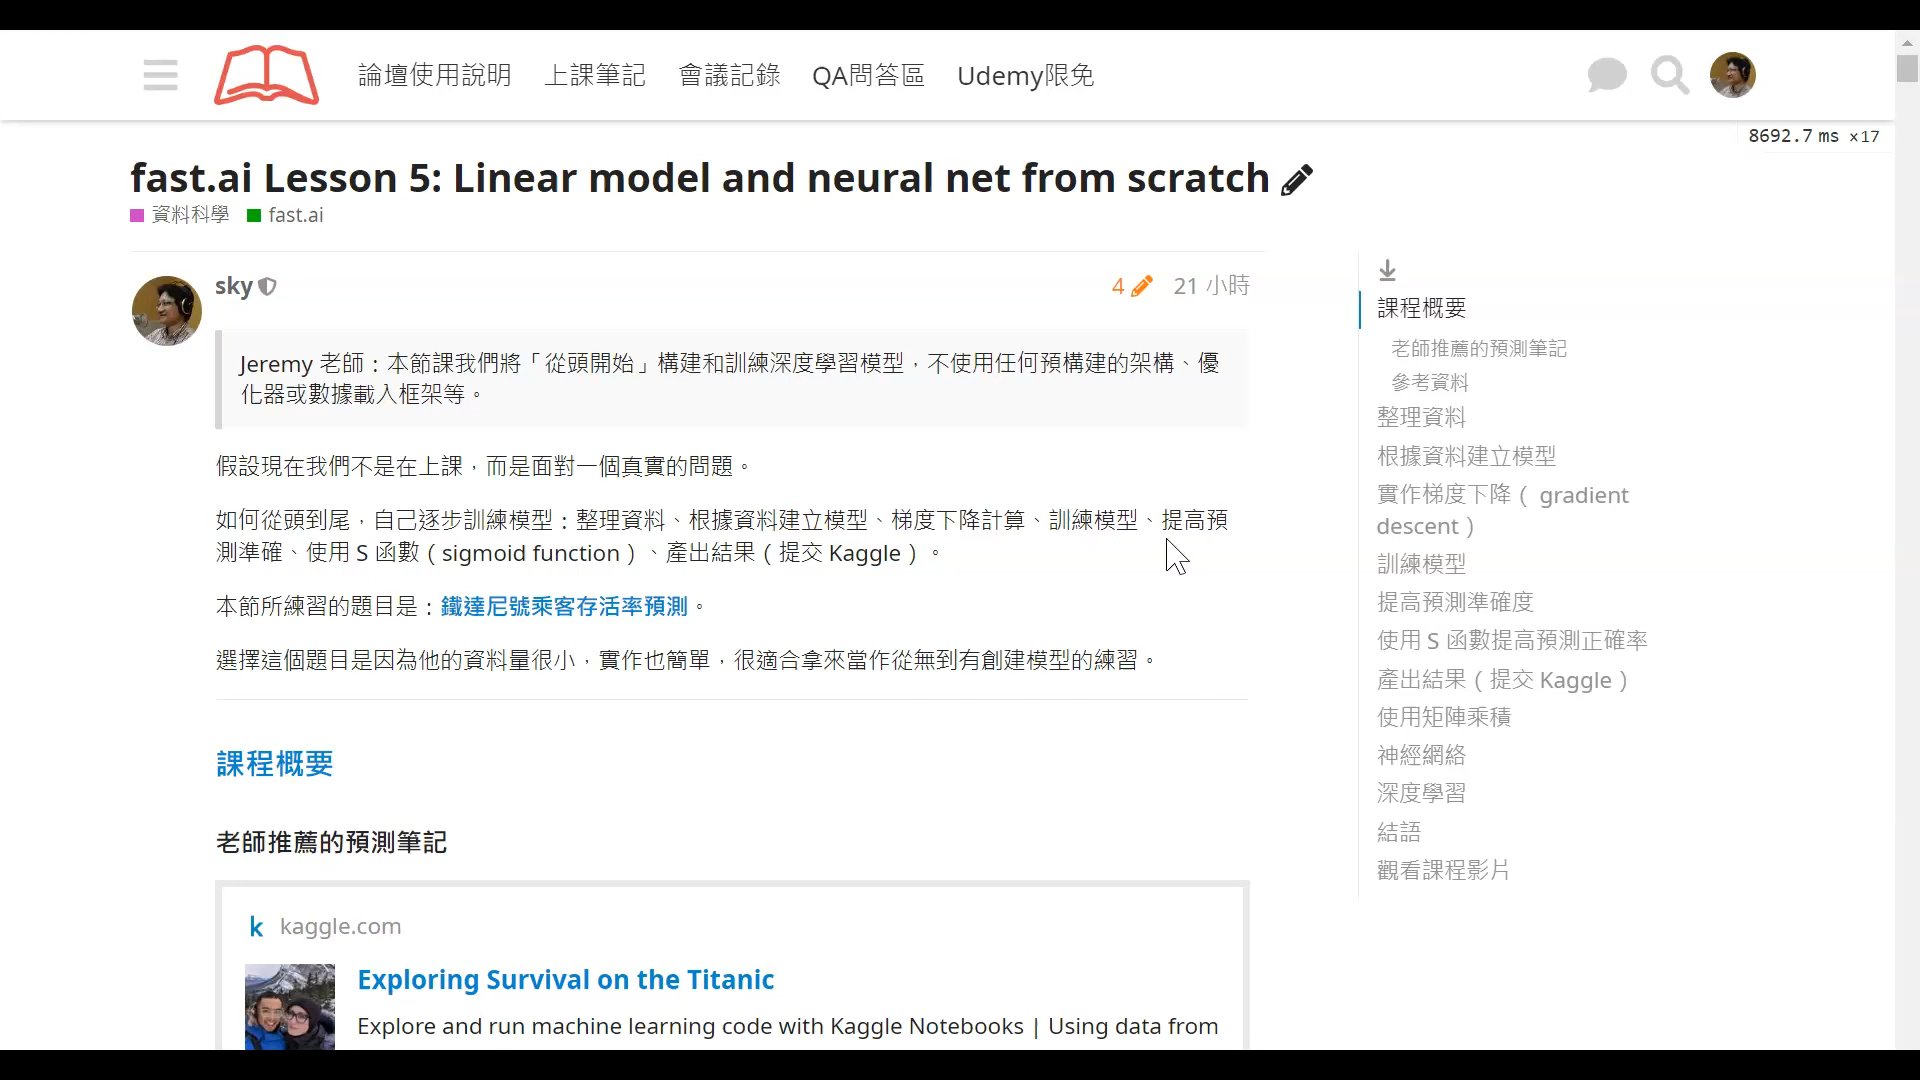 論壇使用說明 上課筆記 會議記錄 QA問答區 Udemy限免
8692.7 ms ×17
fast.ai Lesson 5: Linear model and neural net from scratch
資料科學 fast.ai
sky 4 21 小時
Jeremy 老師：本節課我們將「從頭開始」構建和訓練深度學習模型，不使用任何預構建的架構、優
化器或數據載入框架等。
假設現在我們不是在上課，而是面對一個真實的問題。
如何從頭到尾，自己逐步訓練模型：整理資料、根據資料建立模型、梯度下降計算、訓練模型、提高預
測準確、使用 S 函數（sigmoid function）、產出結果（提交 Kaggle）。
本節所練習的題目是：鐵達尼號乘客存活率預測。
選擇這個題目是因為他的資料量很小，實作也簡單，很適合拿來當作從無到有創建模型的練習。
課程概要
老師推薦的預測筆記
k kaggle.com
Exploring Survival on the Titanic
Explore and run machine learning code with Kaggle Notebooks | Using data from
課程概要
老師推薦的預測筆記
參考資料
整理資料
根據資料建立模型
實作梯度下降（ gradient
descent）
訓練模型
提高預測準確度
使用 S 函數提高預測正確率
產出結果（提交 Kaggle）
使用矩陣乘積
神經網絡
深度學習
結語
觀看課程影片